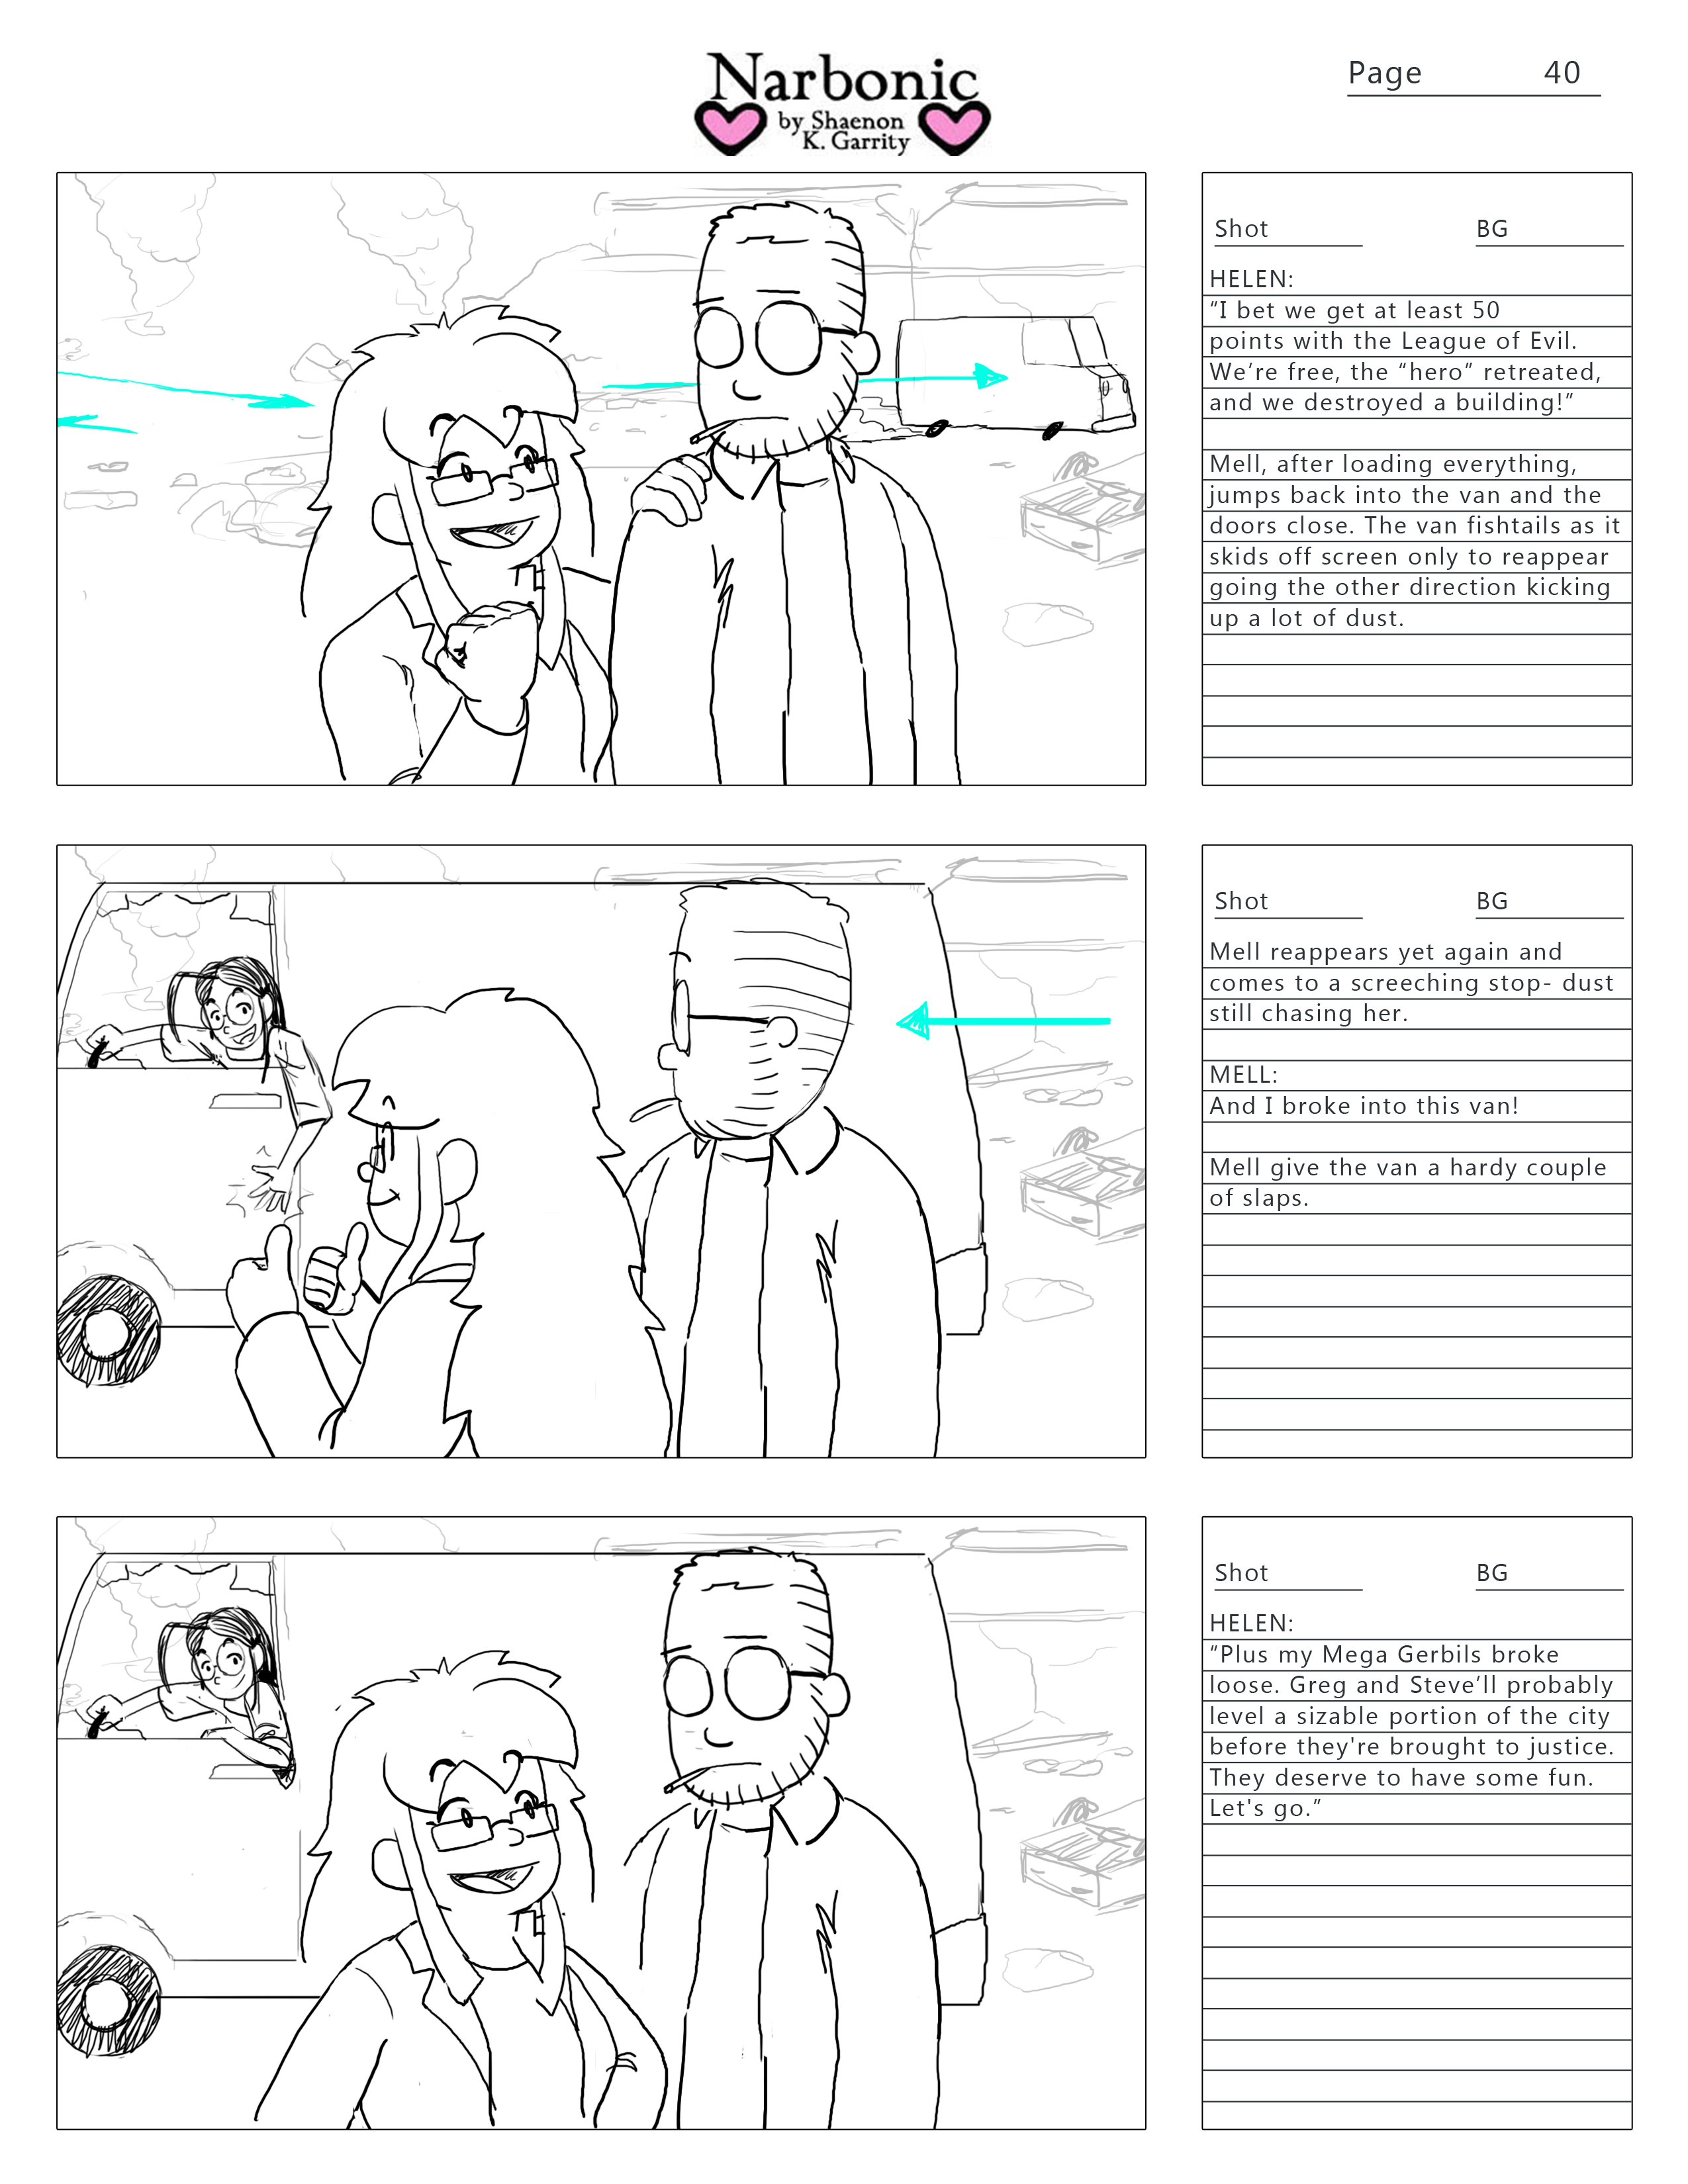 Narbonic
by Shaenon
K. Garrity
Page 40
Shot BG
HELEN:
“I bet we get at least 50
points with the League of Evil.
We’re free, the “hero” retreated,
and we destroyed a building!”
Mell, after loading everything,
jumps back into the van and the
doors close. The van fishtails as it
skids off screen only to reappear
going the other direction kicking
up a lot of dust.
Shot BG
Mell reappears yet again and
comes to a screeching stop- dust
still chasing her.
MELL:
And I broke into this van!
Mell give the van a hardy couple
of slaps.
Shot BG
HELEN:
“Plus my Mega Gerbils broke
loose. Greg and Steve’ll probably
level a sizable portion of the city
before they're brought to justice.
They deserve to have some fun.
Let's go.”